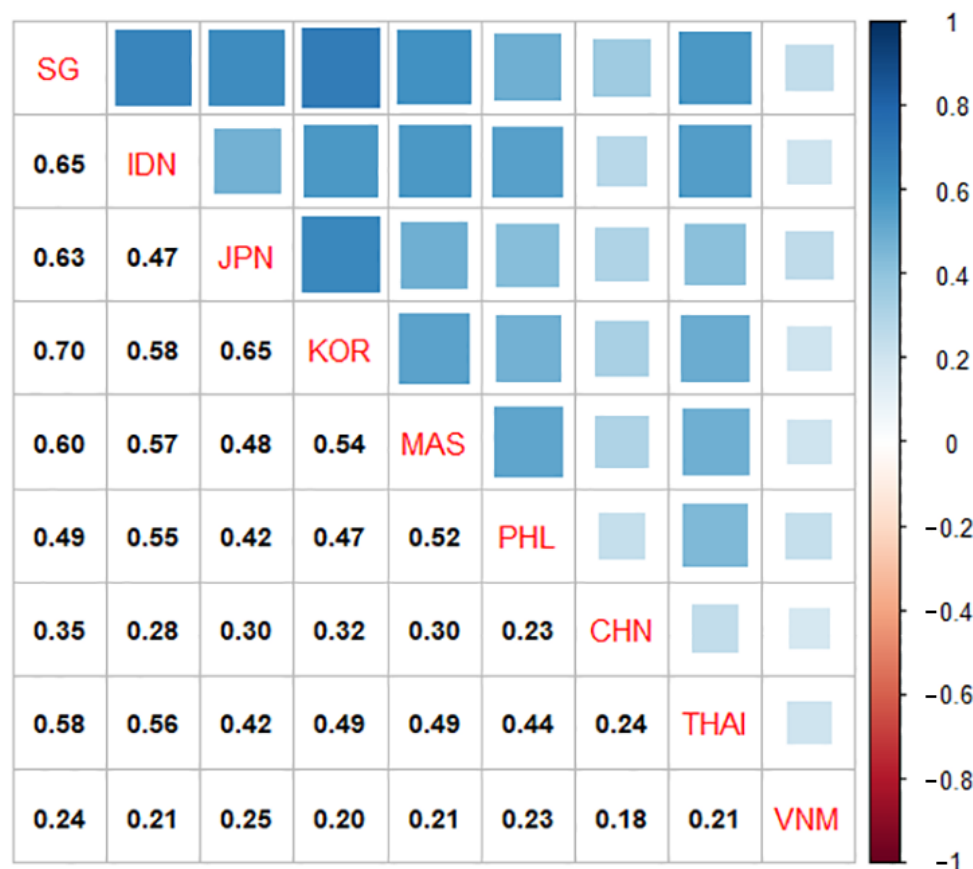 SG
0.65 IDN
0.63 0.47 JPN
0.70 0.58 0.65 KOR
0.60 0.57 0.48 0.54 MAS
0.49 0.55 0.42 0.47 0.52 PHL
0.35 0.28 0.30 0.32 0.30 0.23 CHN
0.58 0.56 0.42 0.49 0.49 0.44 0.24 THAI
0.24 0.21 0.25 0.20 0.21 0.23 0.18 0.21 VNM
1
0.8
0.6
0.4
0.2
0
−0.2
−0.4
−0.6
−0.8
−1